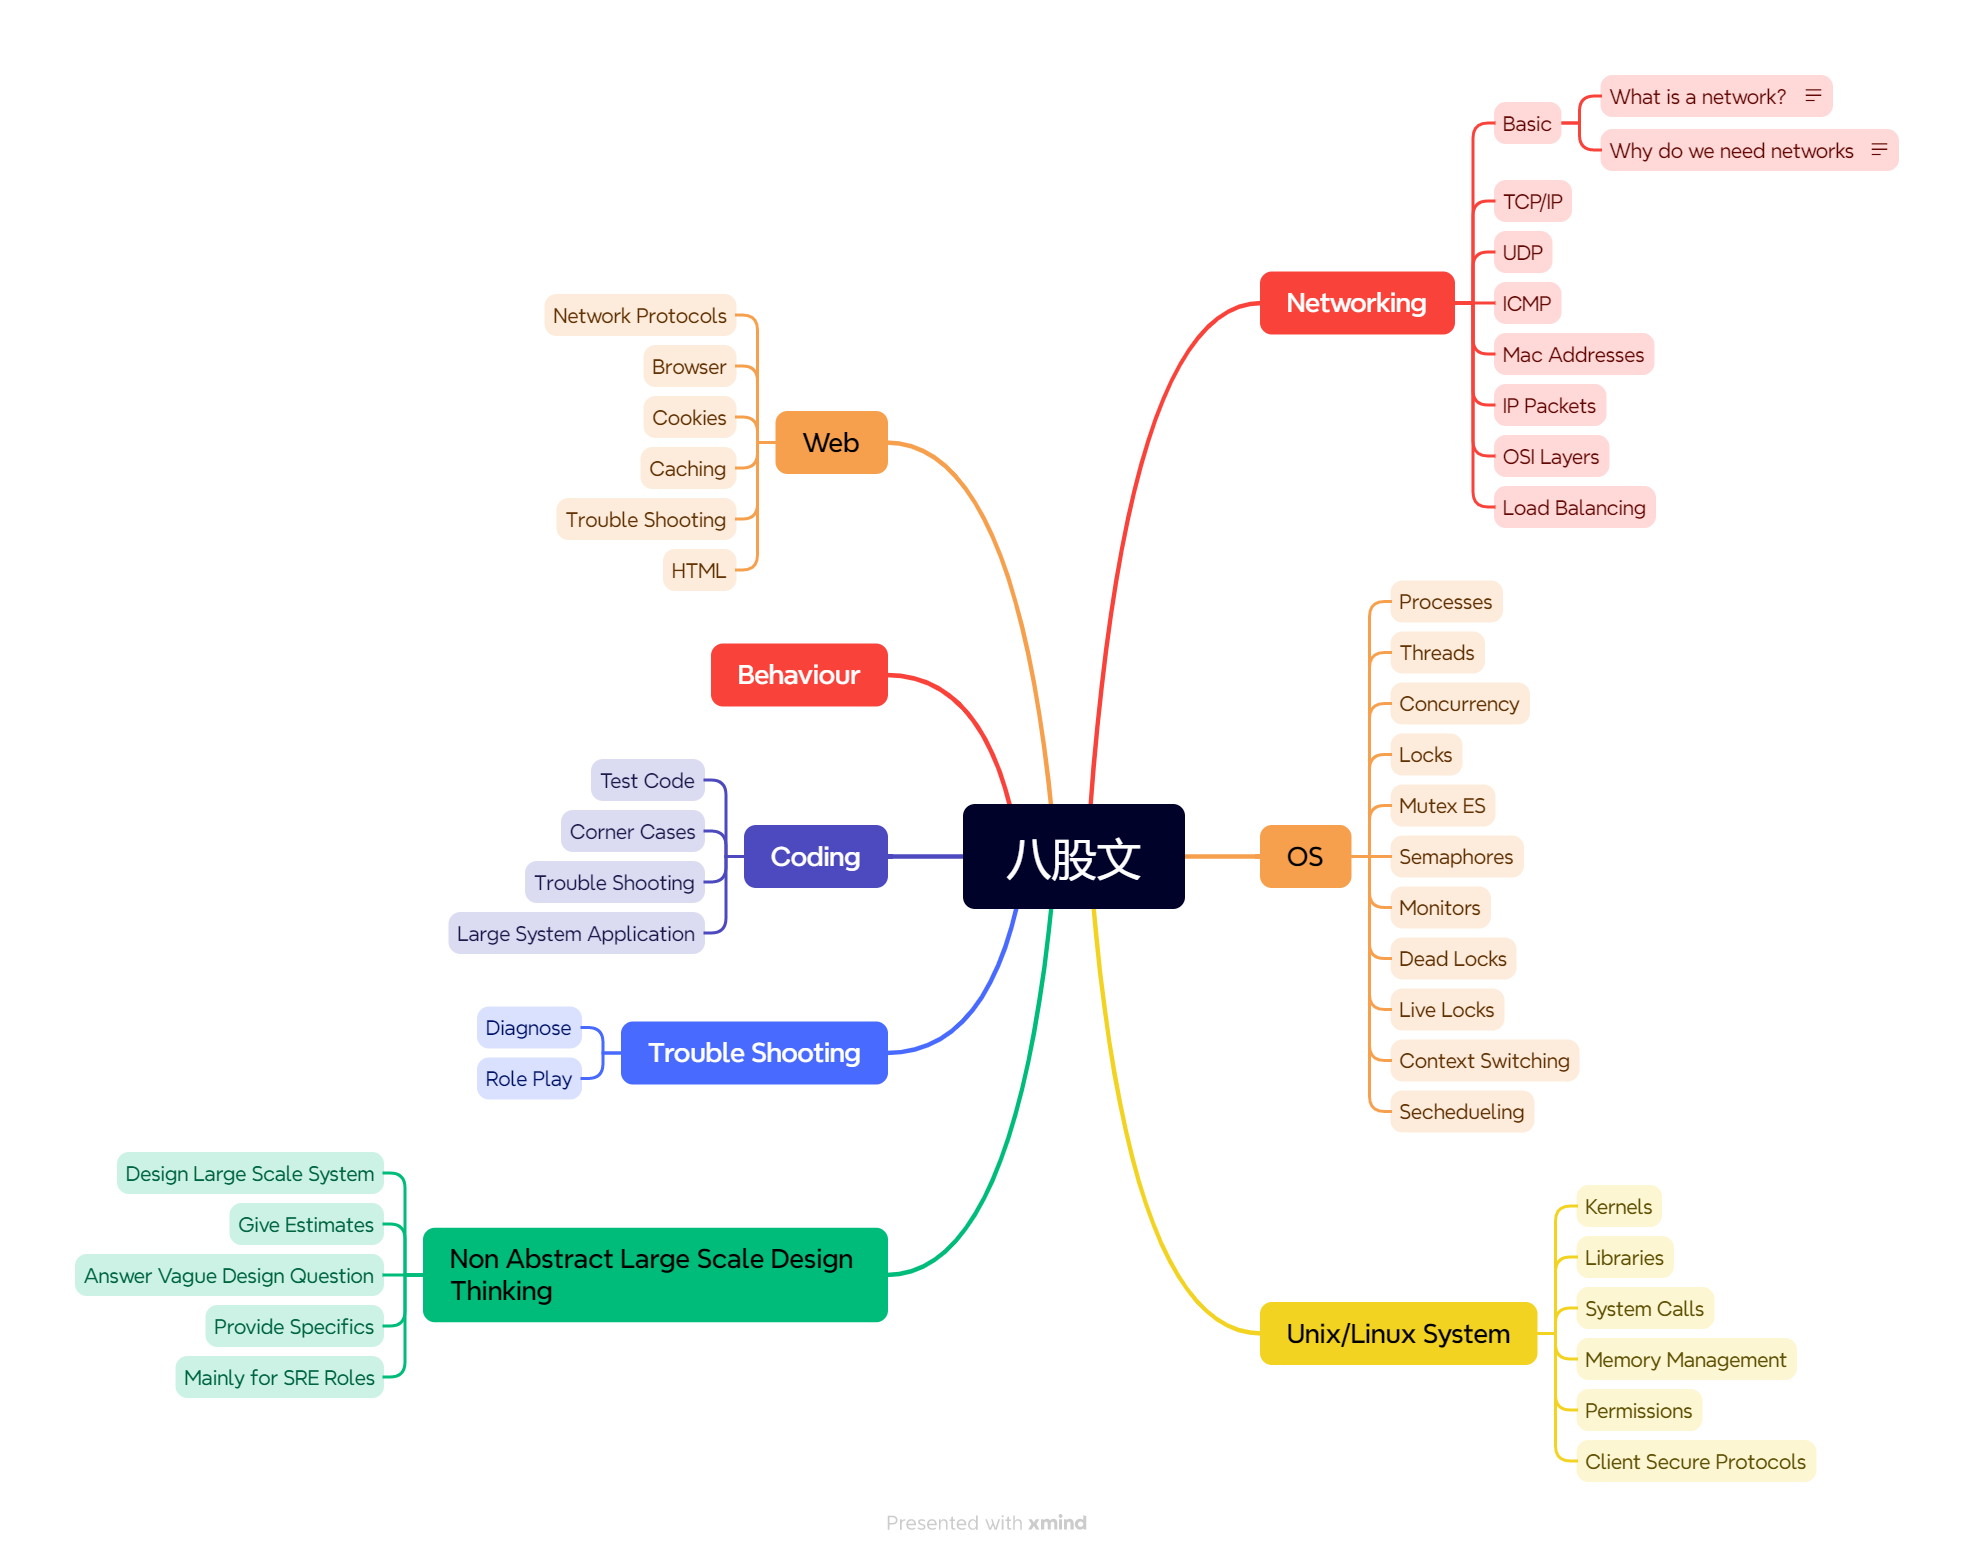 八股文
Networking
Basic
What is a network?
Why do we need networks
TCP/IP
UDP
ICMP
Mac Addresses
IP Packets
OSI Layers
Load Balancing
OS
Processes
Threads
Concurrency
Locks
Mutex ES
Semaphores
Monitors
Dead Locks
Live Locks
Context Switching
Sechedueling
Unix/Linux System
Kernels
Libraries
System Calls
Memory Management
Permissions
Client Secure Protocols
Web
Network Protocols
Browser
Cookies
Caching
Trouble Shooting
HTML
Behaviour
Coding
Test Code
Corner Cases
Trouble Shooting
Large System Application
Trouble Shooting
Diagnose
Role Play
Non Abstract Large Scale Design
Thinking
Design Large Scale System
Give Estimates
Answer Vague Design Question
Provide Specifics
Mainly for SRE Roles
Presented with xmind